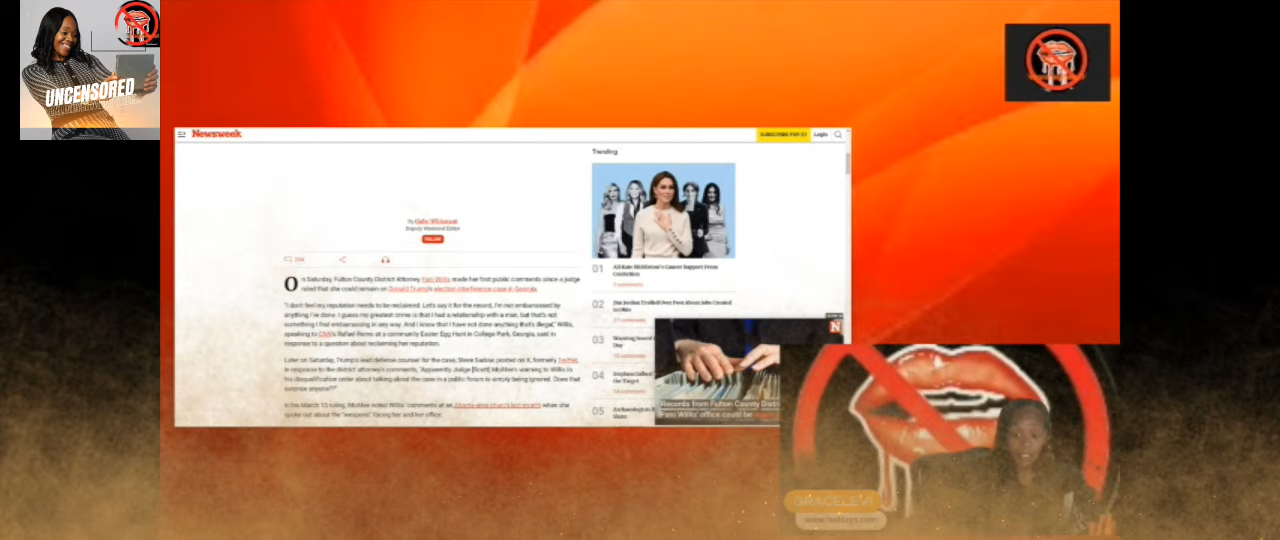 UNCENSORED
Newsweek
SUBSCRIBE FOR $1
Login
Trending
Deputy Weekend Editor
FOLLOW
On Saturday, Fulton County District Attorney Fani Willis made her first public comments since a judge
ruled that she could remain on Donald Trump's election interference case in Georgia.
"I don't feel my reputation needs to be reclaimed. Let's say it for the record, I'm not embarrassed by
anything I've done. I guess my greatest crime is that I had a relationship with a man, but that's not
something I find embarrassing in any way. And I know that I have not done anything that's illegal," Willis,
speaking to CNN's Rafael Romo at a community Easter Egg Hunt in College Park, Georgia, said in
response to a question about reclaiming her reputation.
Later on Saturday, Trump's lead defense counsel for the case, Steve Sadow, posted on X, formerly Twitter,
in response to the district attorney's comments, "Apparently Judge [Scott] McAfee's warning to Willis in
his disqualification order about talking about the case in a public forum is simply being ignored. Does that
surprise anyone??"
In the March 15 ruling, McAfee noted Willis' comments at an Atlanta-area church last month when she
spoke out about the "weapons" facing her and her office:
01
All Kate Middleton's Cancer Support From
Celebrities
02
Jim Jordan Trolled Over Post About Jobs Created
03
04
the Target
05
Records from Fulton County Distr
Fani Willis' office could be
GRACELEVI